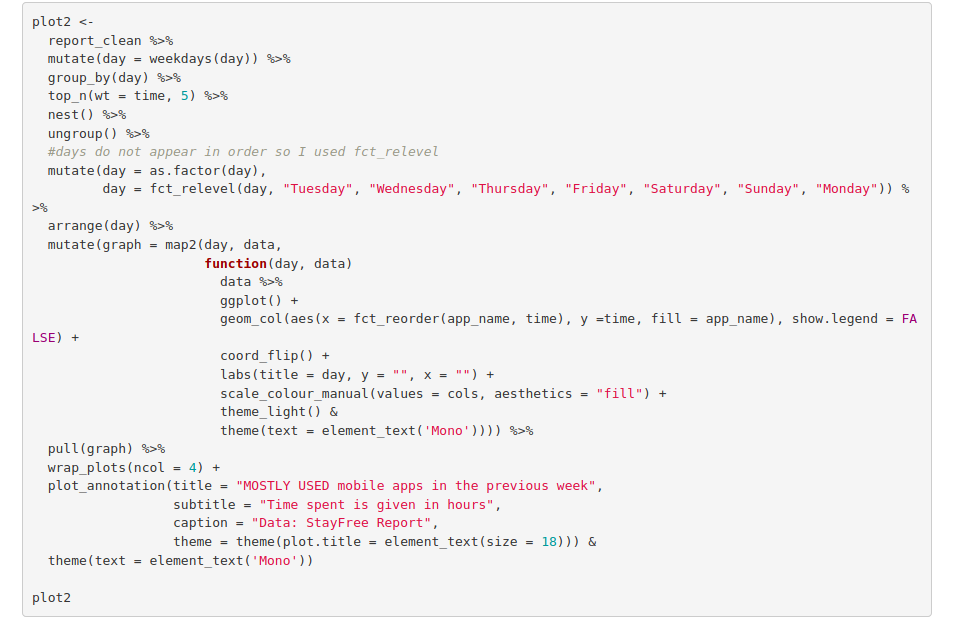 plot2 <-
  report_clean %>%
  mutate(day = weekdays(day)) %>%
  group_by(day) %>%
  top_n(wt = time, 5) %>%
  nest() %>%
  ungroup() %>%
  #days do not appear in order so I used fct_relevel
  mutate(day = as.factor(day),
         day = fct_relevel(day, "Tuesday", "Wednesday", "Thursday", "Friday", "Saturday", "Sunday", "Monday")) %
>%
  arrange(day) %>%
  mutate(graph = map2(day, data,
                      function(day, data)
                        data %>%
                        ggplot() +
                        geom_col(aes(x = fct_reorder(app_name, time), y =time, fill = app_name), show.legend = FA
LSE) +
                        coord_flip() +
                        labs(title = day, y = "", x = "") +
                        scale_colour_manual(values = cols, aesthetics = "fill") +
                        theme_light() &
                        theme(text = element_text('Mono')))) %>%
  pull(graph) %>%
  wrap_plots(ncol = 4) +
  plot_annotation(title = "MOSTLY USED mobile apps in the previous week",
                  subtitle = "Time spent is given in hours",
                  caption = "Data: StayFree Report",
                  theme = theme(plot.title = element_text(size = 18))) &
  theme(text = element_text('Mono'))

plot2